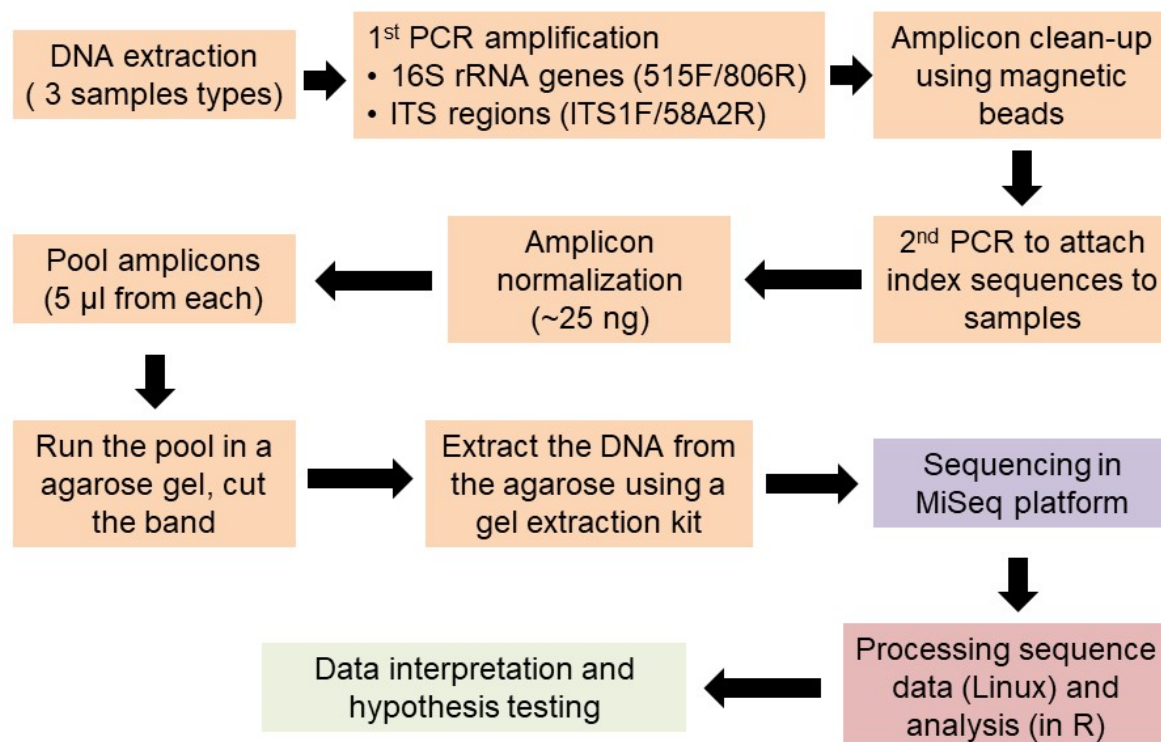 DNA extraction
( 3 samples types)
1st PCR amplification
• 16S rRNA genes (515F/806R)
• ITS regions (ITS1F/58A2R)
Amplicon clean-up
using magnetic
beads
2nd PCR to attach
index sequences to
samples
Amplicon
normalization
(~25 ng)
Pool amplicons
(5 µl from each)
Run the pool in a
agarose gel, cut
the band
Extract the DNA from
the agarose using a
gel extraction kit
Sequencing in
MiSeq platform
Processing sequence
data (Linux) and
analysis (in R)
Data interpretation and
hypothesis testing